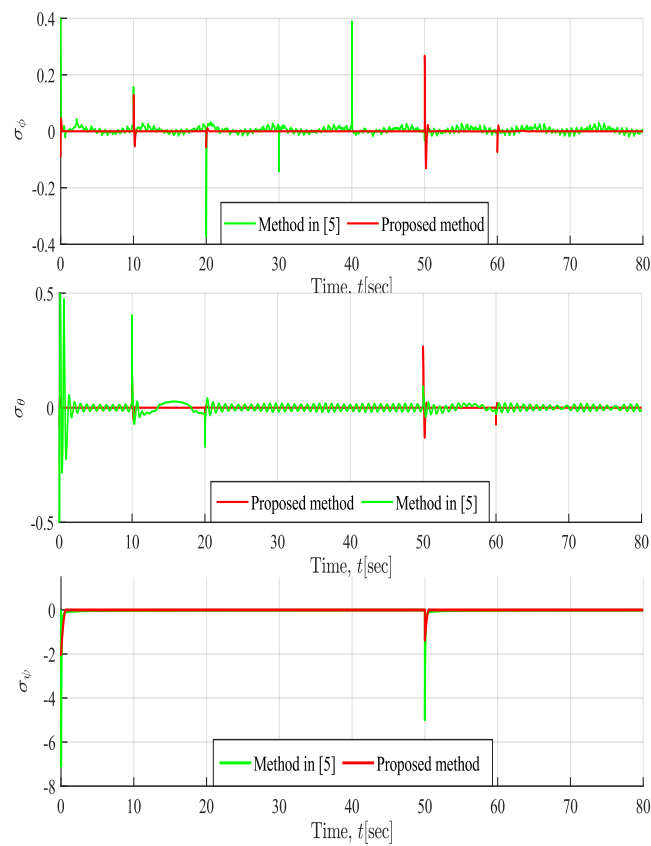 0.4
0.2
0
-0.2
-0.4
σ_ϕ
Method in [5] Proposed method
0 10 20 30 40 50 60 70 80
Time, t[sec]
0.5
0
-0.5
σ_θ
Proposed method Method in [5]
0 10 20 30 40 50 60 70 80
Time, t[sec]
0
-2
-4
-6
-8
σ_ψ
Method in [5] Proposed method
0 10 20 30 40 50 60 70 80
Time, t[sec]